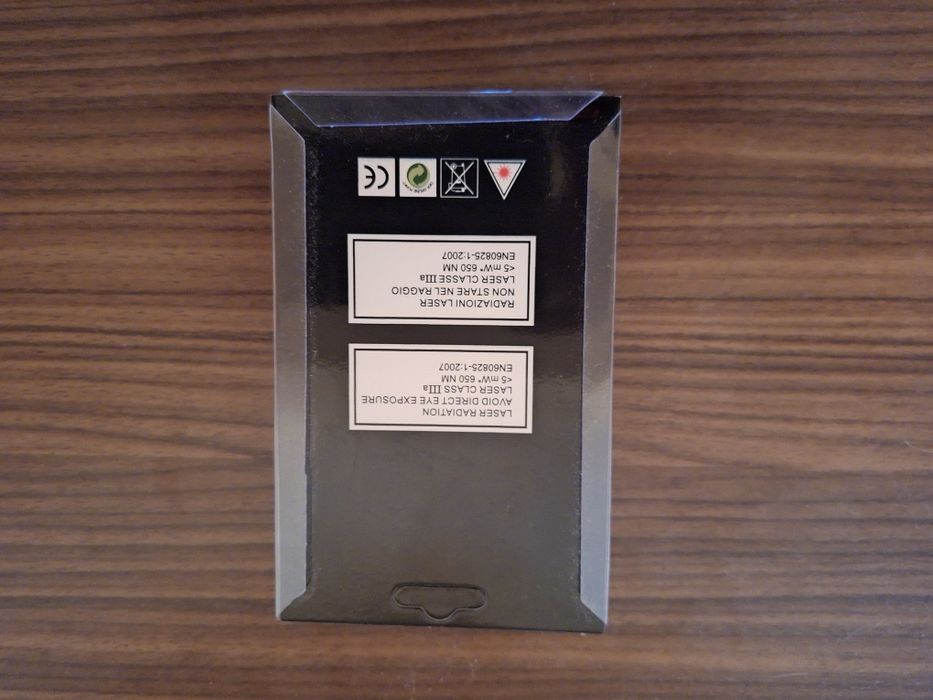 LASER RADIATION
AVOID DIRECT EYE EXPOSURE
LASER CLASS IIIa
<5 mW* 650 NM
EN60825-1:2007
RADIAZIONI LASER
NON STARE NEL RAGGIO
LASER CLASSE IIIa
<5 mW* 650 NM
EN60825-1:2007
CE